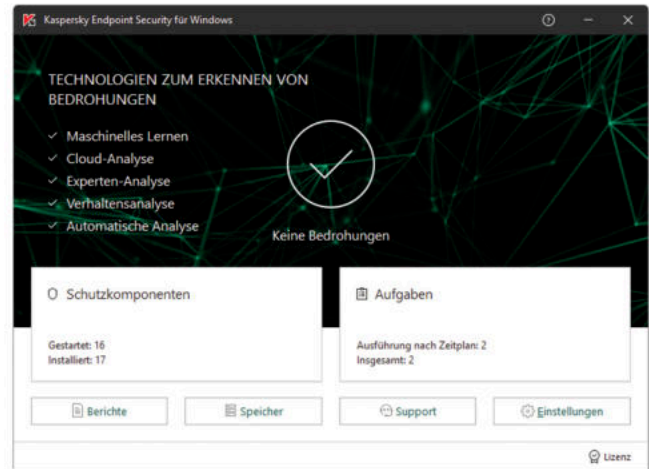 Kaspersky Endpoint Security für Windows
TECHNOLOGIEN ZUM ERKENNEN VON
BEDROHUNGEN
Maschinelles Lernen
Cloud-Analyse
Experten-Analyse
Verhaltensanalyse
Automatische Analyse
Keine Bedrohungen
Schutzkomponenten
Gestartet: 16
Installiert: 17
Aufgaben
Ausführung nach Zeitplan: 2
Insgesamt: 2
Berichte
Speicher
Support
Einstellungen
Lizenz